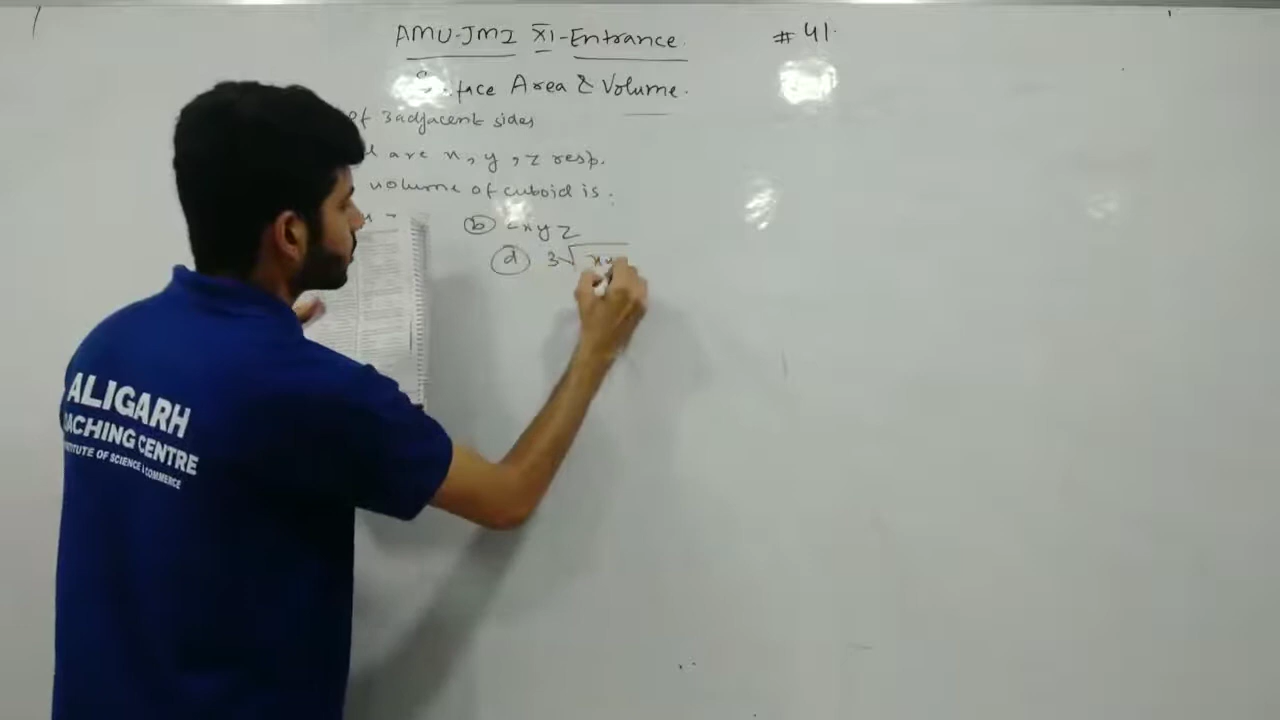 AMU-JMI XI-Entrance. # 41.
Surface Area & Volume.
of 3 adjacent sides
are x, y, z resp.
volume of cuboid is:
(b) xyz
(d) 3√xy
ALIGARH
COACHING CENTRE
INSTITUTE OF SCIENCE & COMMERCE